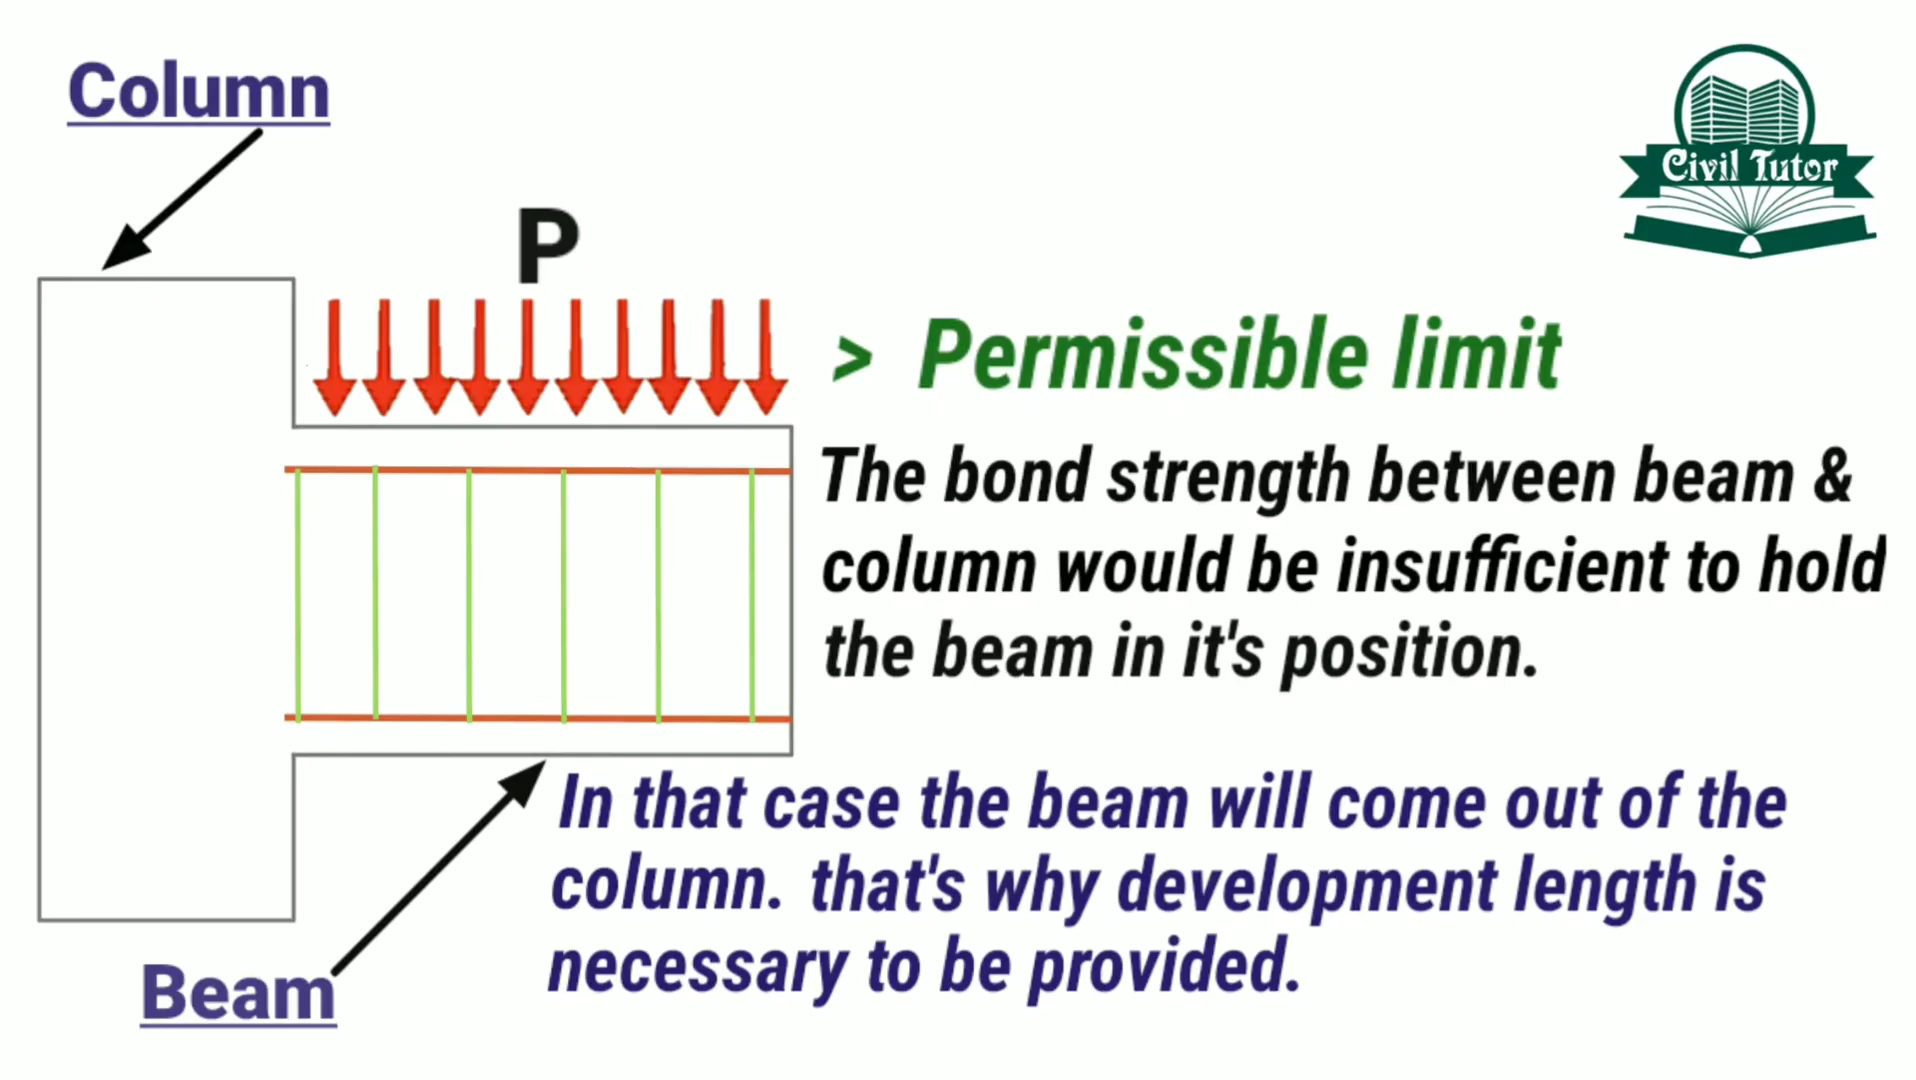 Column
Civil Tutor
P
> Permissible limit
The bond strength between beam &
column would be insufficient to hold
the beam in it's position.
In that case the beam will come out of the
column. that's why development length is
necessary to be provided.
Beam